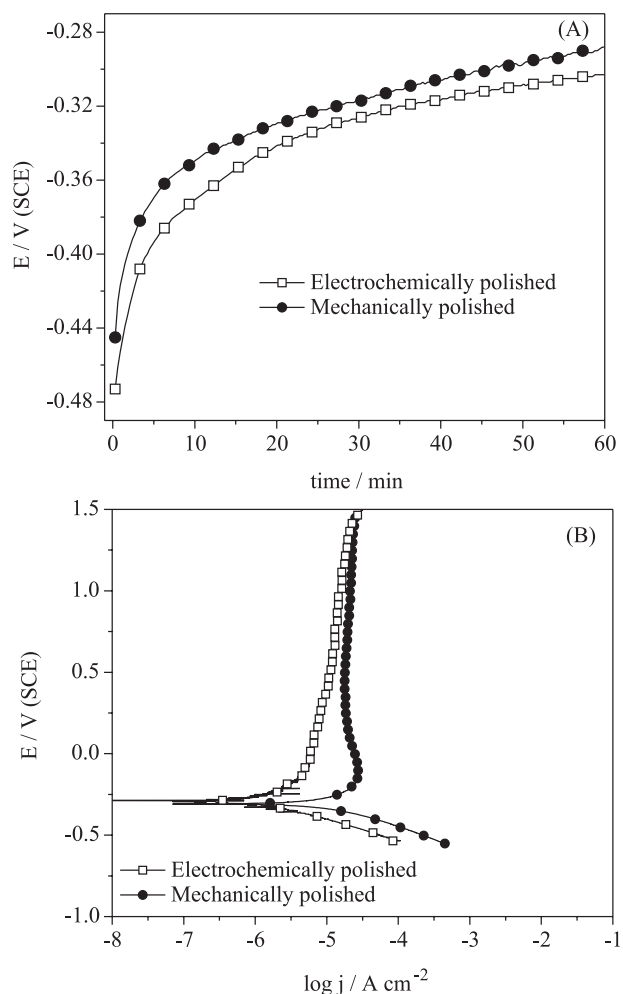 (A)
-0.28
-0.32
-0.36
-0.40
-0.44
-0.48
E / V (SCE)
Electrochemically polished
Mechanically polished
0 10 20 30 40 50 60
time / min
(B)
1.5
1.0
0.5
0.0
-0.5
-1.0
E / V (SCE)
Electrochemically polished
Mechanically polished
-8 -7 -6 -5 -4 -3 -2 -1
log j / A cm⁻²